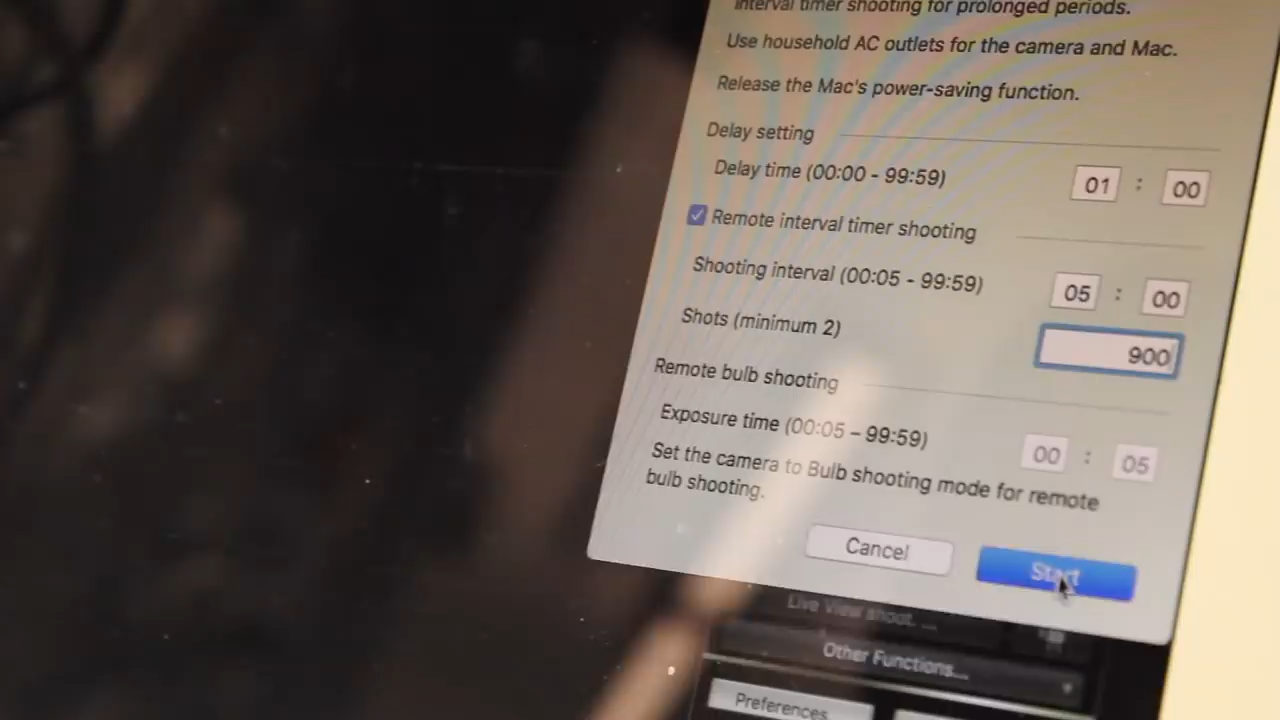 interval timer shooting for prolonged periods.
Use household AC outlets for the camera and Mac.
Release the Mac's power-saving function.
Delay setting
Delay time (00:00 - 99:59) 01 : 00
Remote interval timer shooting
Shooting interval (00:05 - 99:59) 05 : 00
Shots (minimum 2) 900
Remote bulb shooting
Exposure time (00:05 – 99:59) 00 : 05
Set the camera to Bulb shooting mode for remote
bulb shooting.
Cancel Start
Live View shoot. ...
Other Functions...
Preferences